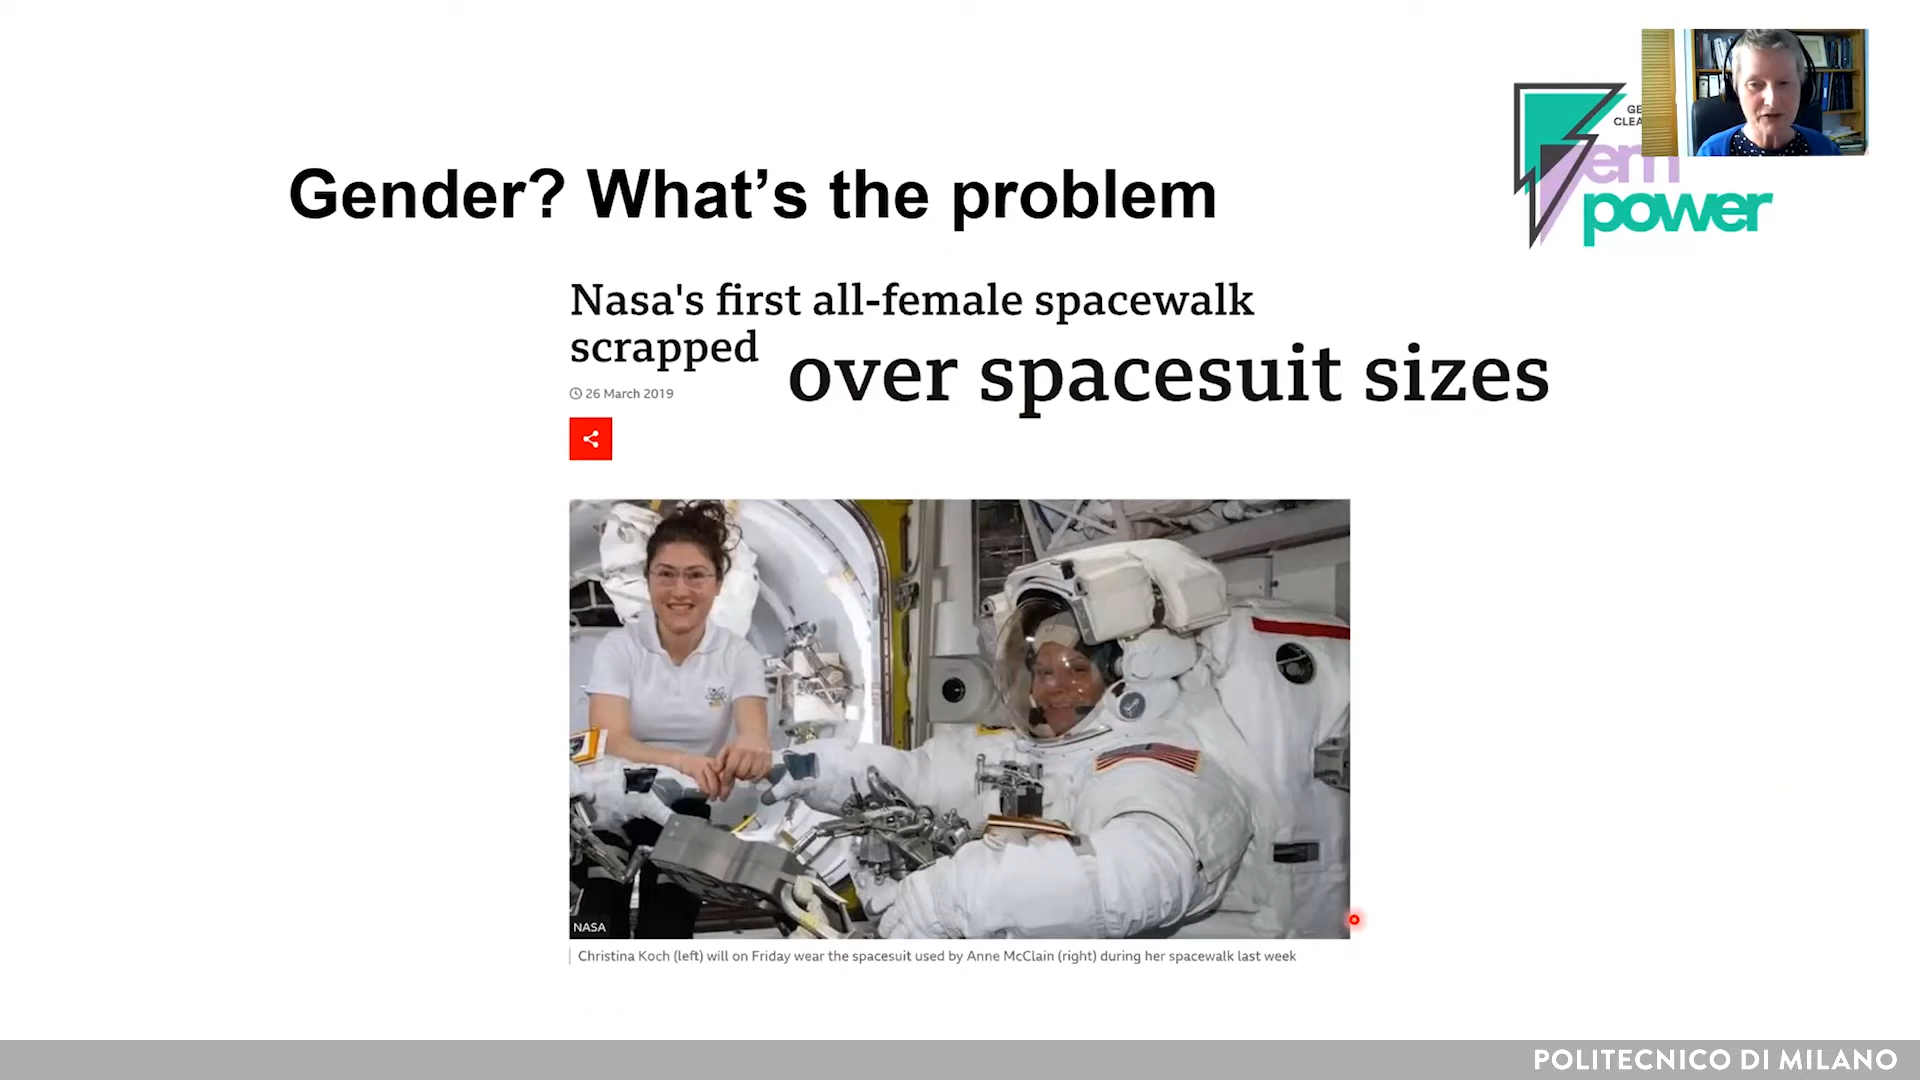 GE
CLEA
em
power
Gender? What's the problem
Nasa's first all-female spacewalk
scrapped
over spacesuit sizes
26 March 2019
NASA
Christina Koch (left) will on Friday wear the spacesuit used by Anne McClain (right) during her spacewalk last week
POLITECNICO DI MILANO